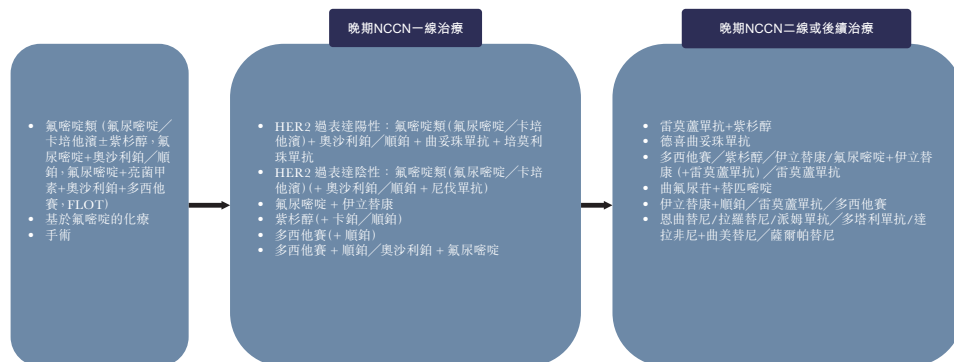 晚期NCCN一線治療
晚期NCCN二線或後續治療
• 氟嘧啶類 (氟尿嘧啶╱
卡培他濱±紫杉醇，氟
尿嘧啶+奧沙利鉑╱順
鉑，氟尿嘧啶+亮菌甲
素+奧沙利鉑+多西他
賽，FLOT)
• 基於氟嘧啶的化療
• 手術
• HER2 過表達陽性：氟嘧啶類(氟尿嘧啶╱卡培
他濱)+ 奧沙利鉑╱順鉑 + 曲妥珠單抗 + 培莫利
珠單抗
• HER2 過表達陰性：氟嘧啶類(氟尿嘧啶╱卡培
他濱) (+ 奧沙利鉑╱順鉑 + 尼伐單抗)
• 氟尿嘧啶 + 伊立替康
• 紫杉醇(+ 卡鉑╱順鉑)
• 多西他賽(+ 順鉑)
• 多西他賽 + 順鉑╱奧沙利鉑 + 氟尿嘧啶
• 雷莫蘆單抗+紫杉醇
• 德喜曲妥珠單抗
• 多西他賽╱紫杉醇╱伊立替康/氟嘧啶+伊立替
康 (+雷莫蘆單抗)╱雷莫蘆單抗
• 曲氟尿苷+替匹嘧啶
• 伊立替康+順鉑╱雷莫蘆單抗╱多西他賽
• 恩曲替尼/拉羅替尼/派姆單抗╱多塔利單抗╱達
拉非尼+曲美替尼╱薩爾帕替尼